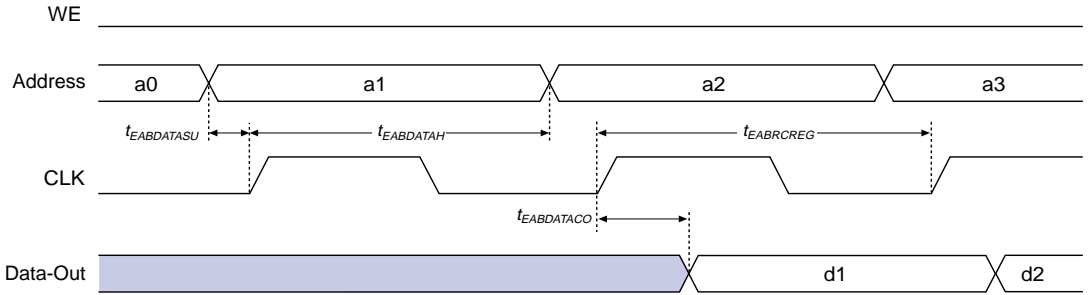 WE
Address a0 a1 a2 a3
tEABDATASU tEABDATAH tEABRCREG
CLK
tEABDATACO
Data-Out d1 d2